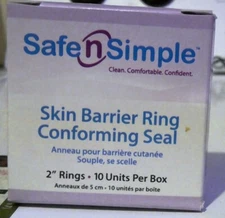 Safe n Simple™
Clean. Comfortable. Confident.
Skin Barrier Ring
Conforming Seal
Anneau pour barrière cutanée
Souple, se scelle
2" Rings • 10 Units Per Box
Anneaux de 5 cm - 10 unités par boîte